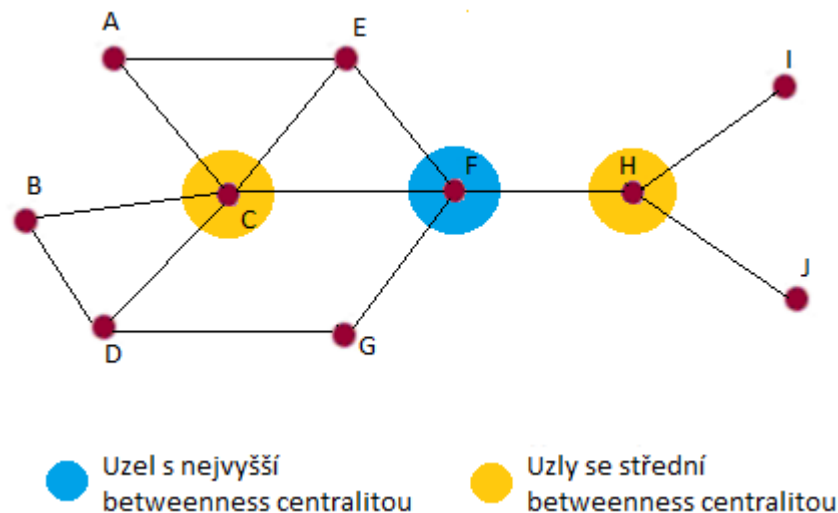 A
E
I
B
F
H
C
J
D
G
Uzel s nejvyšší
betweenness centralitou
Uzly se střední
betweenness centralitou